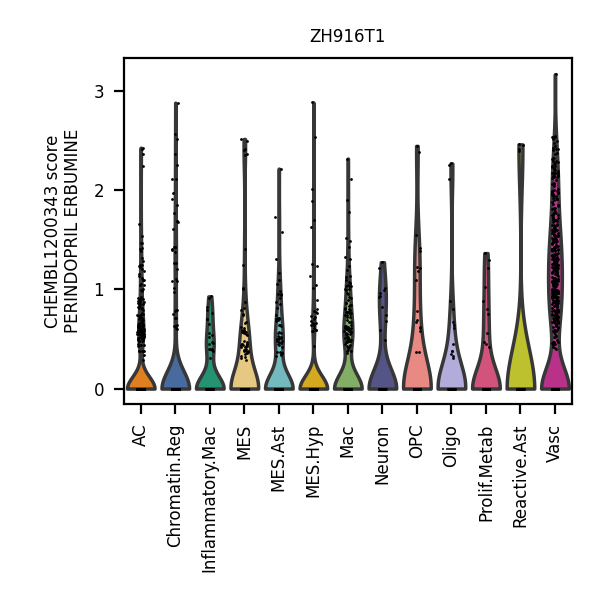 ZH916T1
CHEMBL1200343 score
PERINDOPRIL ERBUMINE
3
2
1
0
AC
Chromatin.Reg
Inflammatory.Mac
MES
MES.Ast
MES.Hyp
Mac
Neuron
OPC
Oligo
Prolif.Metab
Reactive.Ast
Vasc